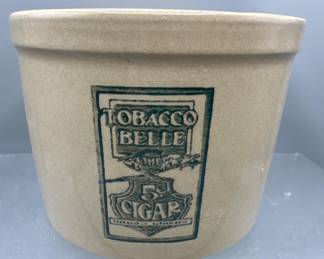 TOBACCO
BELLE
THE
5¢
CIGAR